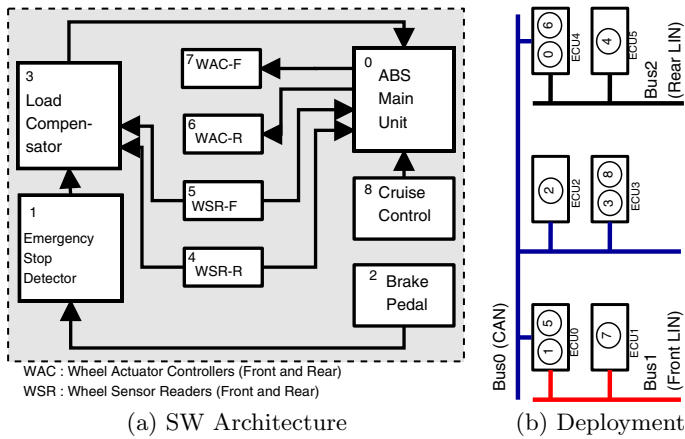 3
Load
Compen-
sator
7 WAC-F
0
ABS
Main
Unit
6
WAC-R
5
WSR-F
8 Cruise
Control
1
Emergency
Stop
Detector
4
WSR-R
2 Brake
Pedal
WAC : Wheel Actuator Controllers (Front and Rear)
WSR : Wheel Sensor Readers (Front and Rear)
(a) SW Architecture
6
0
ECU4
4
ECU5
Bus2
(Rear LIN)
2
ECU2
8
3
ECU3
Bus0 (CAN)
5
1
ECU0
7
ECU1
Bus1
(Front LIN)
(b) Deployment